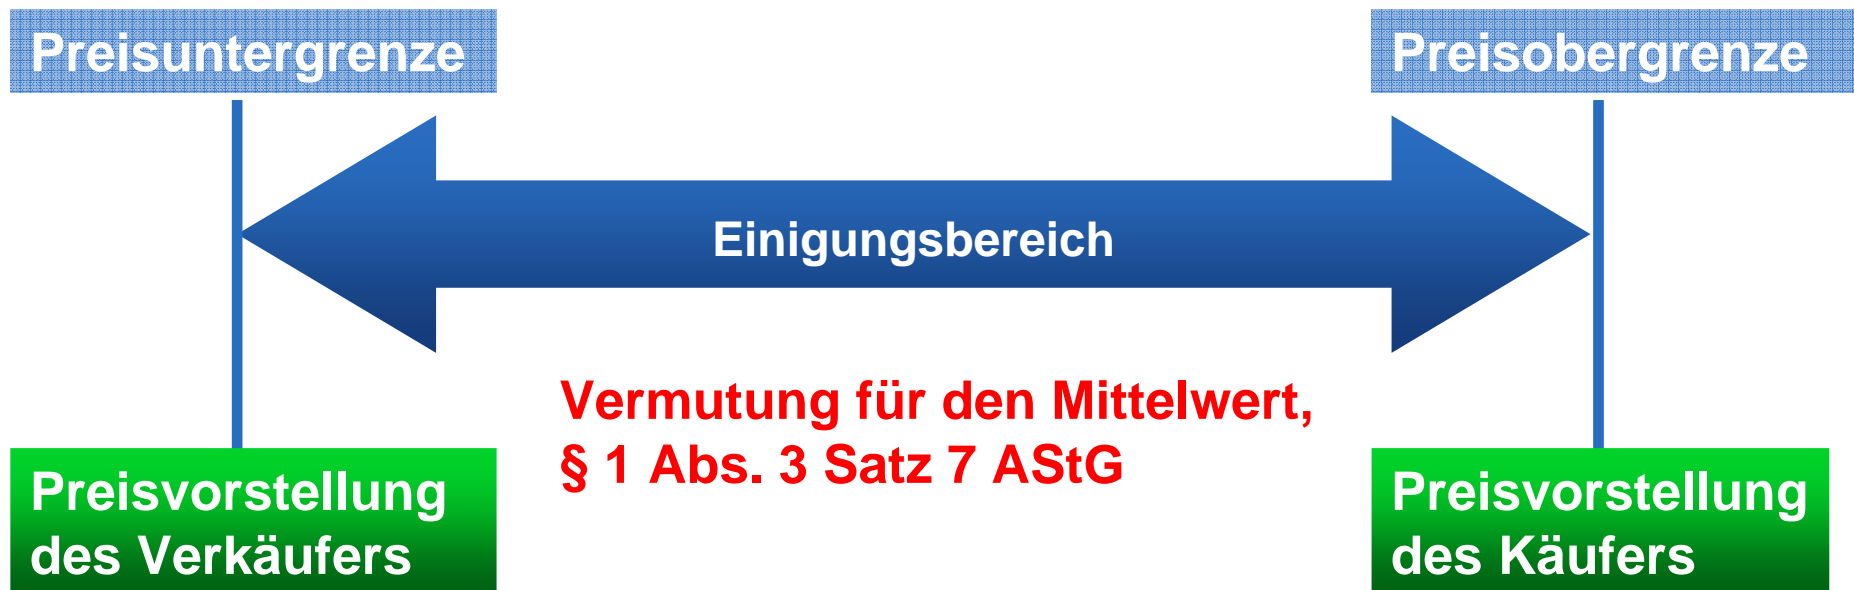 Preisuntergrenze
Preisobergrenze
Einigungsbereich
Vermutung für den Mittelwert,
§ 1 Abs. 3 Satz 7 AStG
Preisvorstellung
des Verkäufers
Preisvorstellung
des Käufers